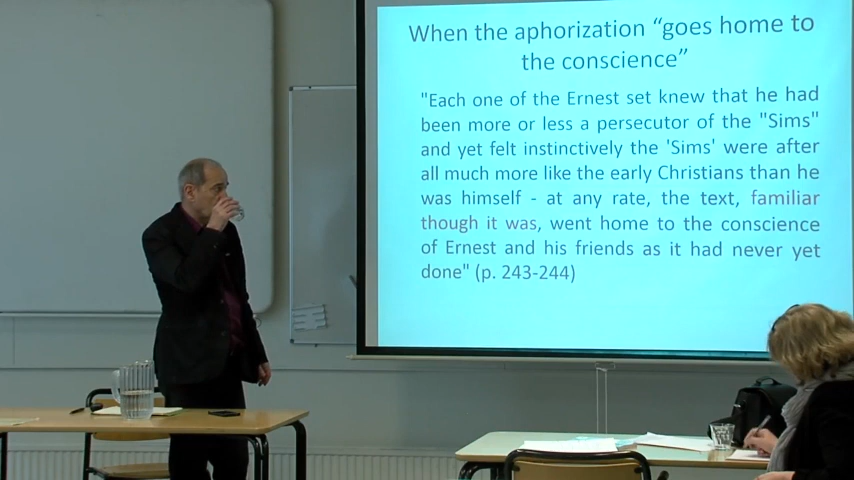 When the aphorization “goes home to
the conscience”
"Each one of the Ernest set knew that he had
been more or less a persecutor of the "Sims"
and yet felt instinctively the 'Sims' were after
all much more like the early Christians than he
was himself - at any rate, the text, familiar
though it was, went home to the conscience
of Ernest and his friends as it had never yet
done" (p. 243-244)